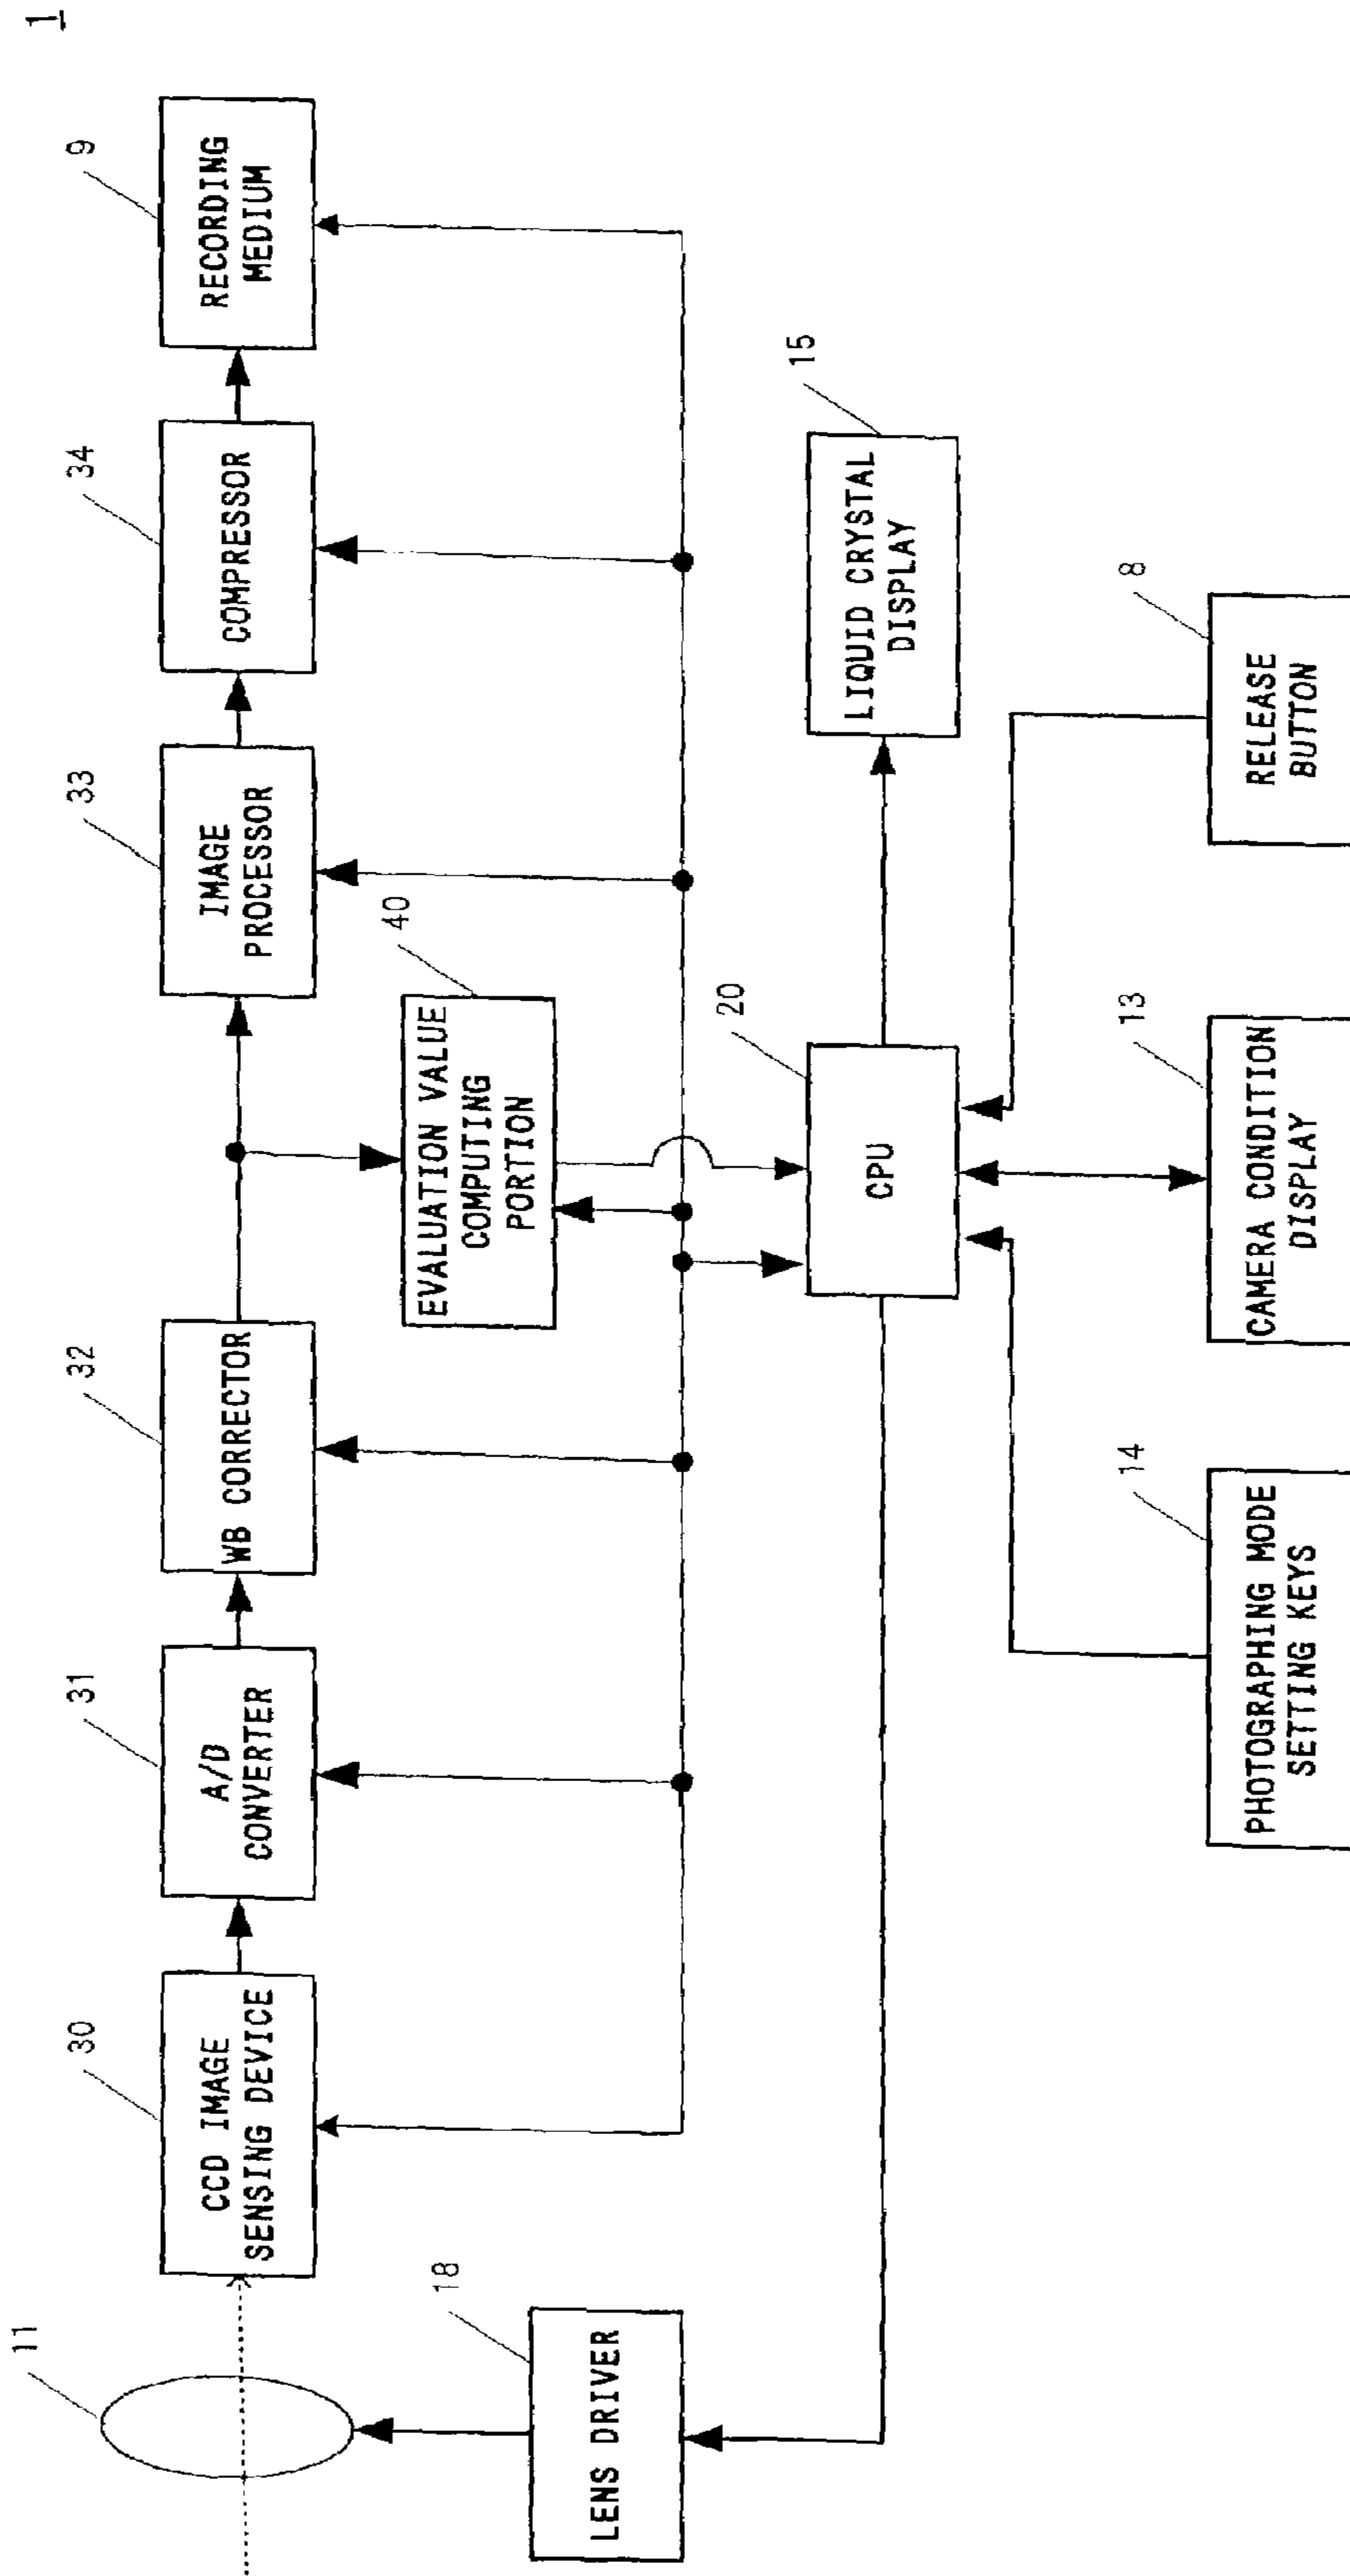 1
11
30
CCD IMAGE
SENSING DEVICE
31
A/D
CONVERTER
32
WB CORRECTOR
33
IMAGE
PROCESSOR
34
COMPRESSOR
9
RECORDING
MEDIUM
40
EVALUATION VALUE
COMPUTING
PORTION
18
LENS DRIVER
20
CPU
15
LIQUID CRYSTAL
DISPLAY
14
PHOTOGRAPHING MODE
SETTING KEYS
13
CAMERA CONDITION
DISPLAY
8
RELEASE
BUTTON